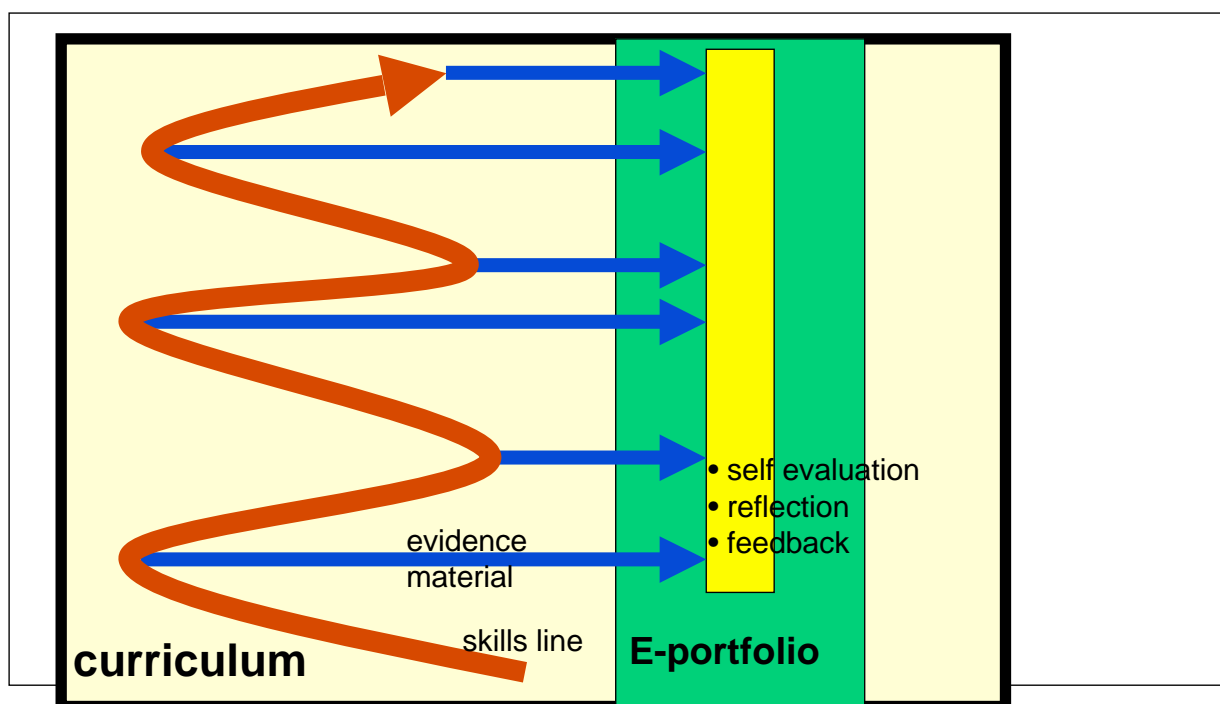 • self evaluation
• reflection
• feedback
evidence
material
skills line
curriculum
E-portfolio